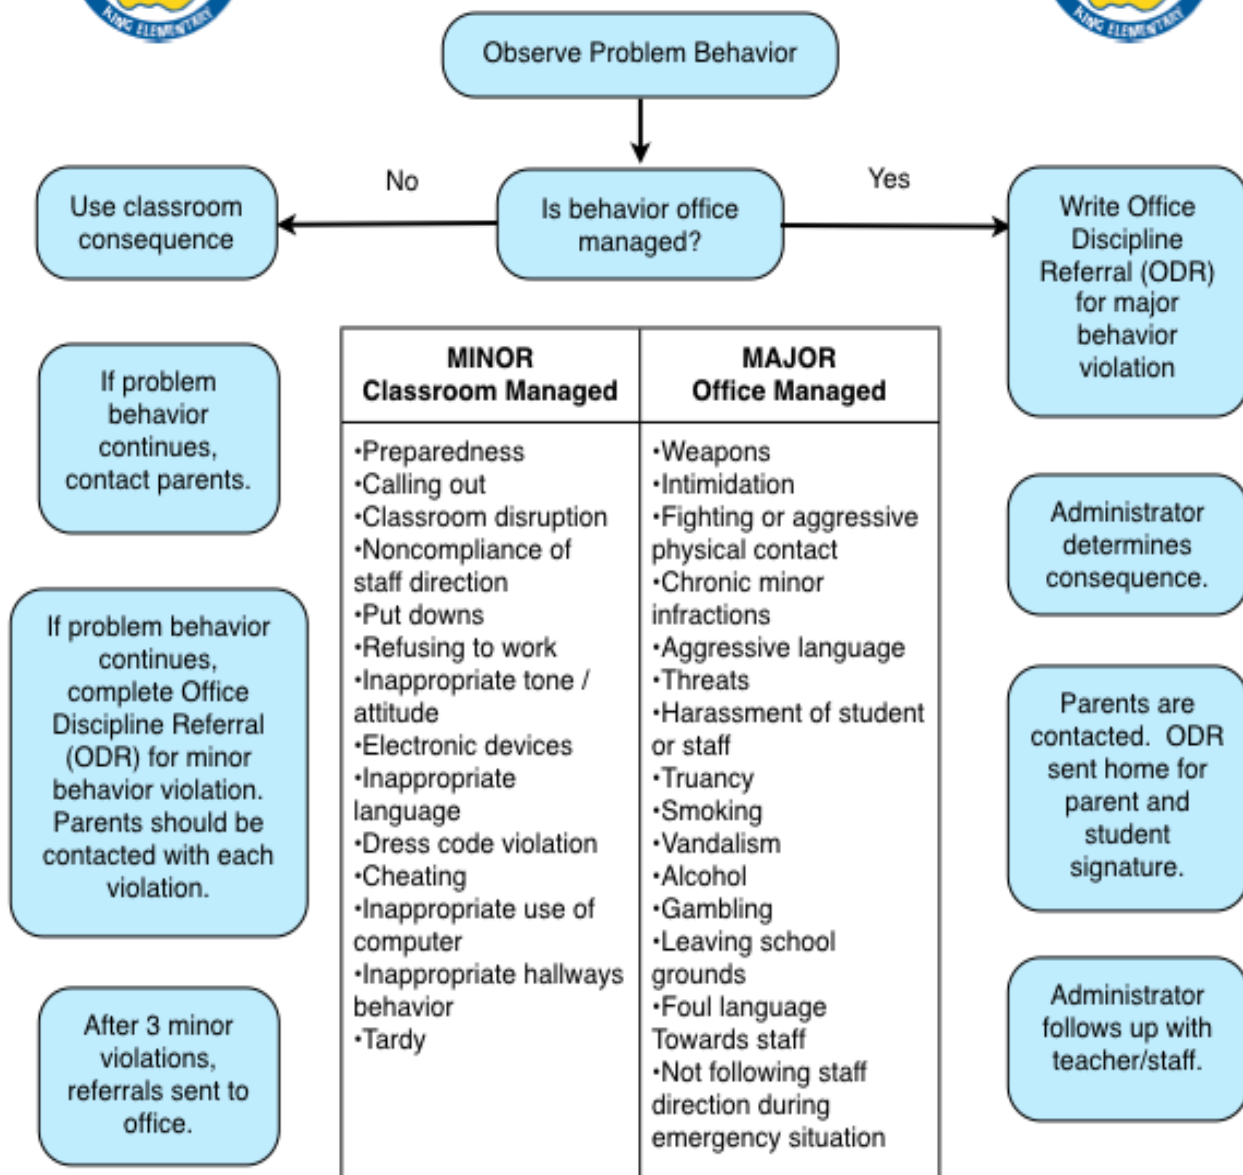 KING ELEMENTARY
KING ELEMENTARY
Observe Problem Behavior
No
Yes
Use classroom
consequence
Is behavior office
managed?
Write Office
Discipline
Referral (ODR)
for major
behavior
violation
If problem
behavior
continues,
contact parents.
If problem behavior
continues,
complete Office
Discipline Referral
(ODR) for minor
behavior violation.
Parents should be
contacted with each
violation.
After 3 minor
violations,
referrals sent to
office.
MINOR
Classroom Managed
•Preparedness
•Calling out
•Classroom disruption
•Noncompliance of
staff direction
•Put downs
•Refusing to work
•Inappropriate tone /
attitude
•Electronic devices
•Inappropriate
language
•Dress code violation
•Cheating
•Inappropriate use of
computer
•Inappropriate hallways
behavior
•Tardy
MAJOR
Office Managed
•Weapons
•Intimidation
•Fighting or aggressive
physical contact
•Chronic minor
infractions
•Aggressive language
•Threats
•Harassment of student
or staff
•Truancy
•Smoking
•Vandalism
•Alcohol
•Gambling
•Leaving school
grounds
•Foul language
Towards staff
•Not following staff
direction during
emergency situation
Administrator
determines
consequence.
Parents are
contacted.  ODR
sent home for
parent and
student
signature.
Administrator
follows up with
teacher/staff.